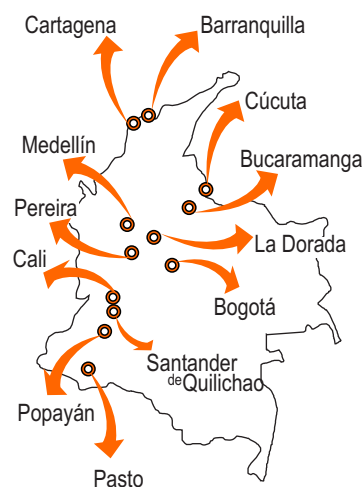 Cartagena
Barranquilla
Cúcuta
Medellín
Bucaramanga
Pereira
La Dorada
Cali
Bogotá
Santander
de Quilichao
Popayán
Pasto